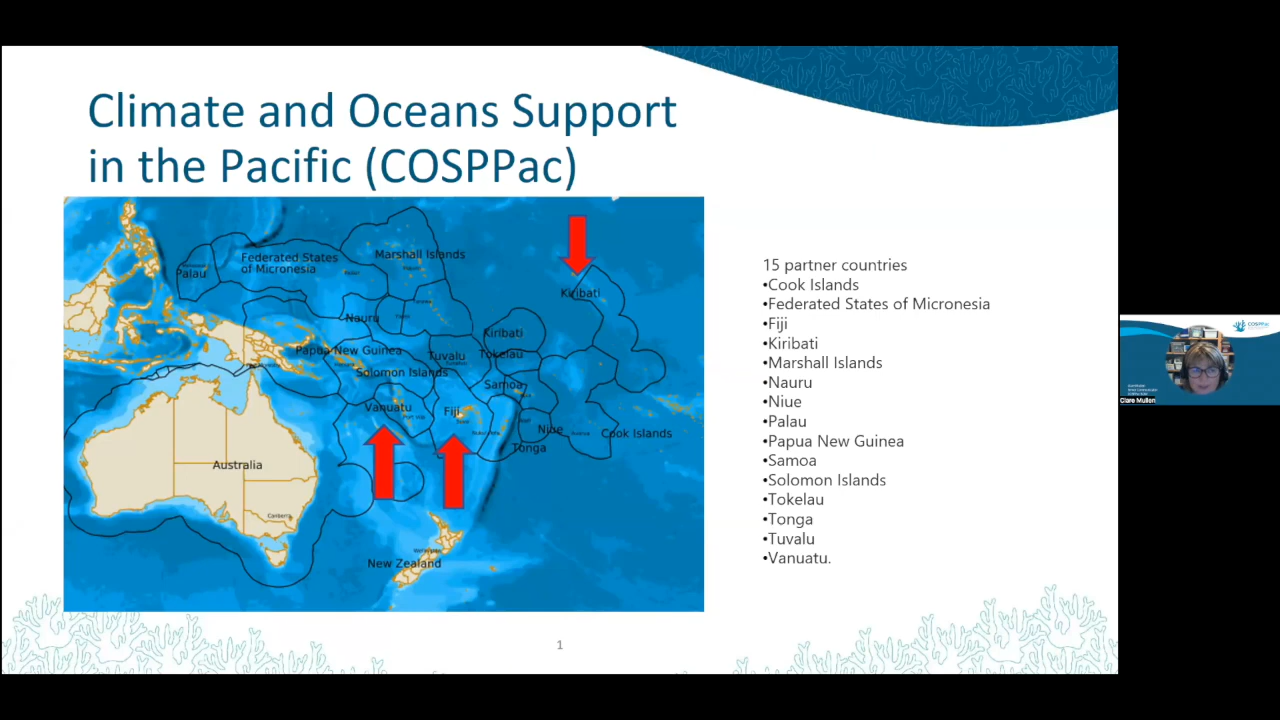 Climate and Oceans Support
in the Pacific (COSPPac)
Palau
Federated States
of Micronesia
Marshall Islands
Kiribati
Nauru
Kiribati
Papua New Guinea
Tuvalu
Tokelau
Solomon Islands
Samoa
Vanuatu
Fiji
Niue
Cook Islands
Tonga
Australia
Canberra
New Zealand
15 partner countries
•Cook Islands
•Federated States of Micronesia
•Fiji
•Kiribati
•Marshall Islands
•Nauru
•Niue
•Palau
•Papua New Guinea
•Samoa
•Solomon Islands
•Tokelau
•Tonga
•Tuvalu
•Vanuatu.
1
COSPPac
Clare Mullen